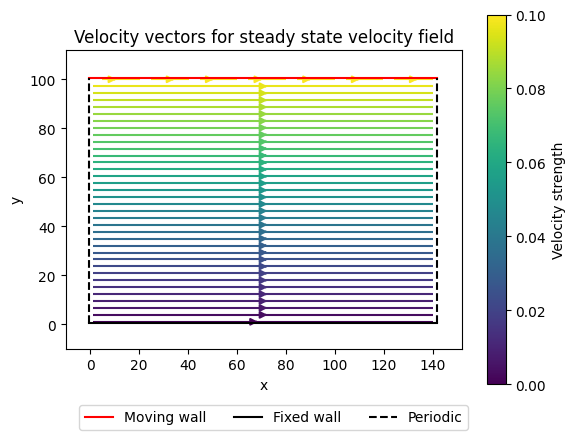 Velocity vectors for steady state velocity field
100
80
60
40
20
0
y
0 20 40 60 80 100 120 140
x
0.10
0.08
0.06
0.04
0.02
0.00
Velocity strength
Moving wall Fixed wall Periodic